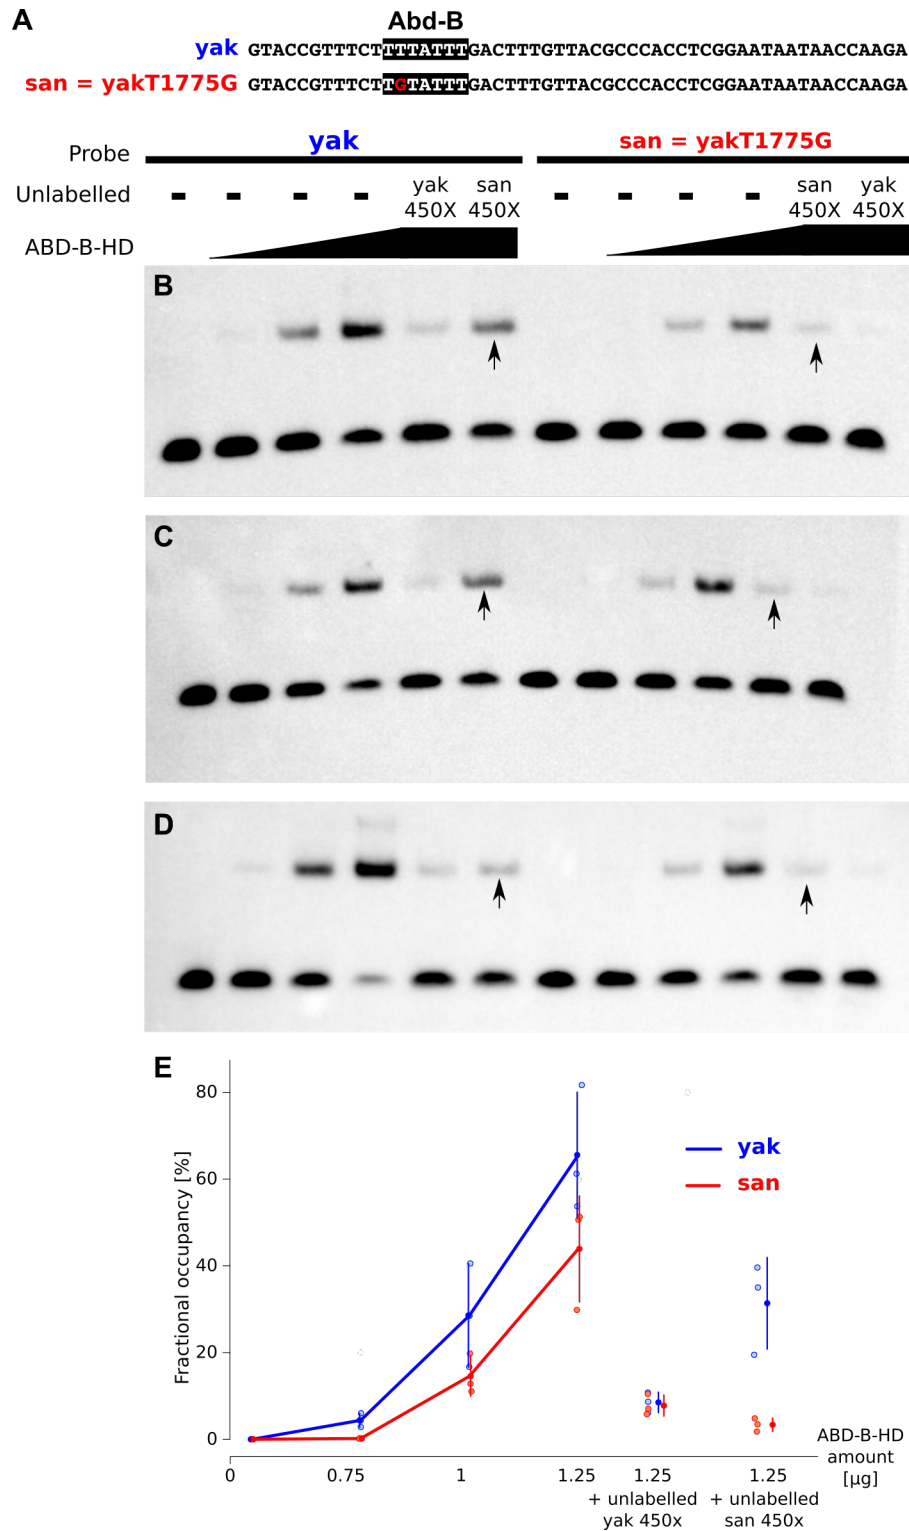 A
Abd-B
yak GTACCGTTTCTTTTATTTGACTTTGTTACGCCCACCTCGGAATAATAACCAAGA
san = yakT1775G GTACCGTTTCTTGTATTTGACTTTGTTACGCCCACCTCGGAATAATAACCAAGA
Probe yak san = yakT1775G
Unlabelled - - - - yak 450X san 450X - - - - san 450X yak 450X
ABD-B-HD
B
C
D
E
Fractional occupancy [%]
80
60
40
20
0
yak
san
0 0.75 1 1.25 1.25 1.25
+ unlabelled + unlabelled
yak 450x san 450x
ABD-B-HD
amount
[µg]